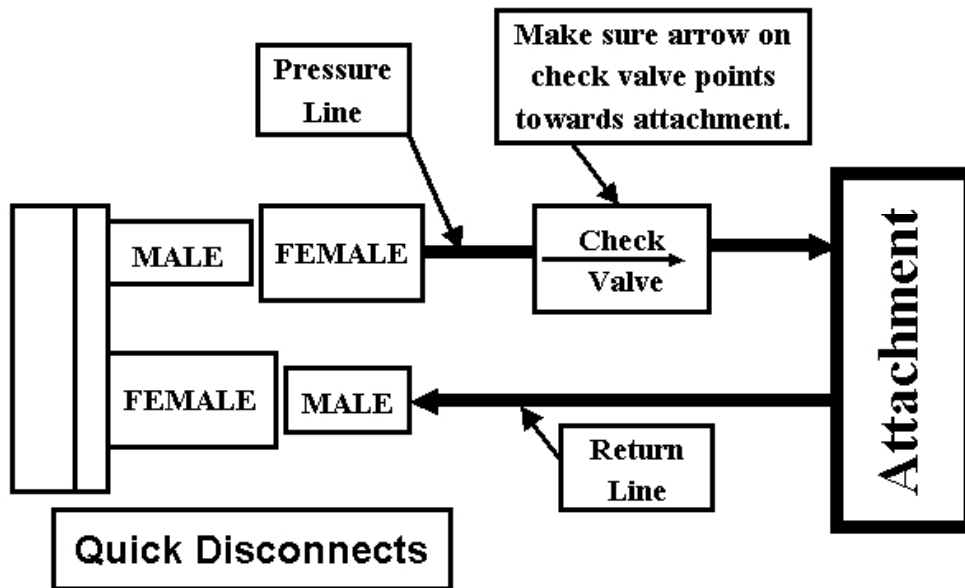 Pressure
Line
Make sure arrow on
check valve points
towards attachment.
MALE
FEMALE
Check
Valve
Attachment
FEMALE
MALE
Return
Line
Quick Disconnects